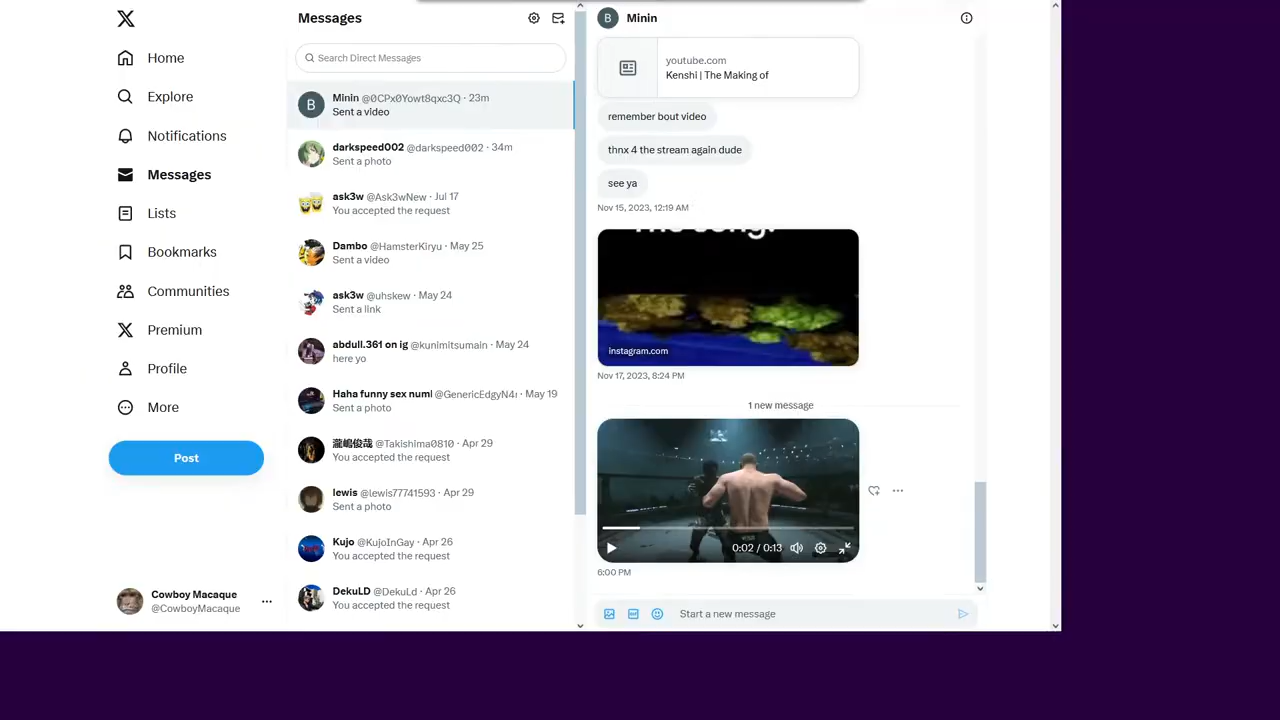 Home
Explore
Notifications
Messages
Lists
Bookmarks
Communities
Premium
Profile
More
Post
Cowboy Macaque
@CowboyMacaque
Messages
Search Direct Messages
B
Minin @0CPx0Yowt8qxc3Q · 23m
Sent a video
darkspeed002 @darkspeed002 · 34m
Sent a photo
ask3w @Ask3wNew · Jul 17
You accepted the request
Dambo @HamsterKiryu · May 25
Sent a video
ask3w @uhskew · May 24
Sent a link
abdull.361 on ig @kunimitsumain · May 24
here yo
Haha funny sex num @GenericEdgyN4 · May 19
Sent a photo
瀧嶋俊哉 @Takishima0810 · Apr 29
You accepted the request
lewis @lewis77741593 · Apr 29
Sent a photo
Kujo @KujoInGay · Apr 26
You accepted the request
DekuLD @DekuLd · Apr 26
You accepted the request
B
Minin
youtube.com
Kenshi | The Making of
remember bout video
thnx 4 the stream again dude
see ya
Nov 15, 2023, 12:19 AM
instagram.com
Nov 17, 2023, 8:24 PM
1 new message
0:02 / 0:13
6:00 PM
Start a new message